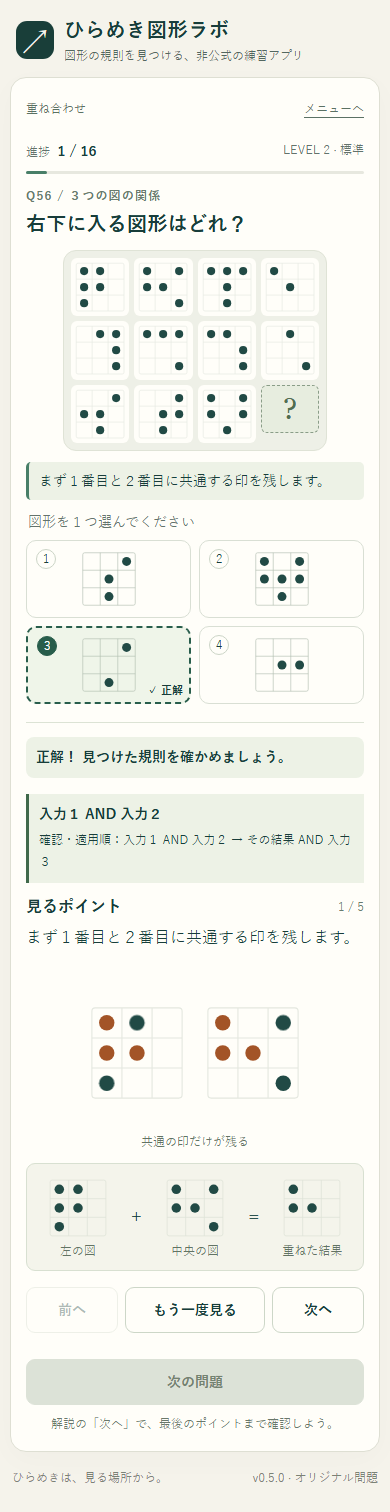 ひらめき図形ラボ
図形の規則を見つける、非公式の練習アプリ
重ね合わせ
メニューへ
進捗 1 / 16
LEVEL 2 · 標準
Q56 / 3つの図の関係
右下に入る図形はどれ？
?
まず1番目と2番目に共通する印を残します。
図形を1つ選んでください
1
2
3
✓ 正解
4
正解！ 見つけた規則を確かめましょう。
入力1 AND 入力2
確認・適用順：入力1 AND 入力2 → その結果 AND 入力
3
見るポイント
1 / 5
まず1番目と2番目に共通する印を残します。
共通の印だけが残る
+
=
左の図
中央の図
重ねた結果
前へ
もう一度見る
次へ
次の問題
解説の「次へ」で、最後のポイントまで確認しよう。
ひらめきは、見る場所から。
v0.5.0 · オリジナル問題